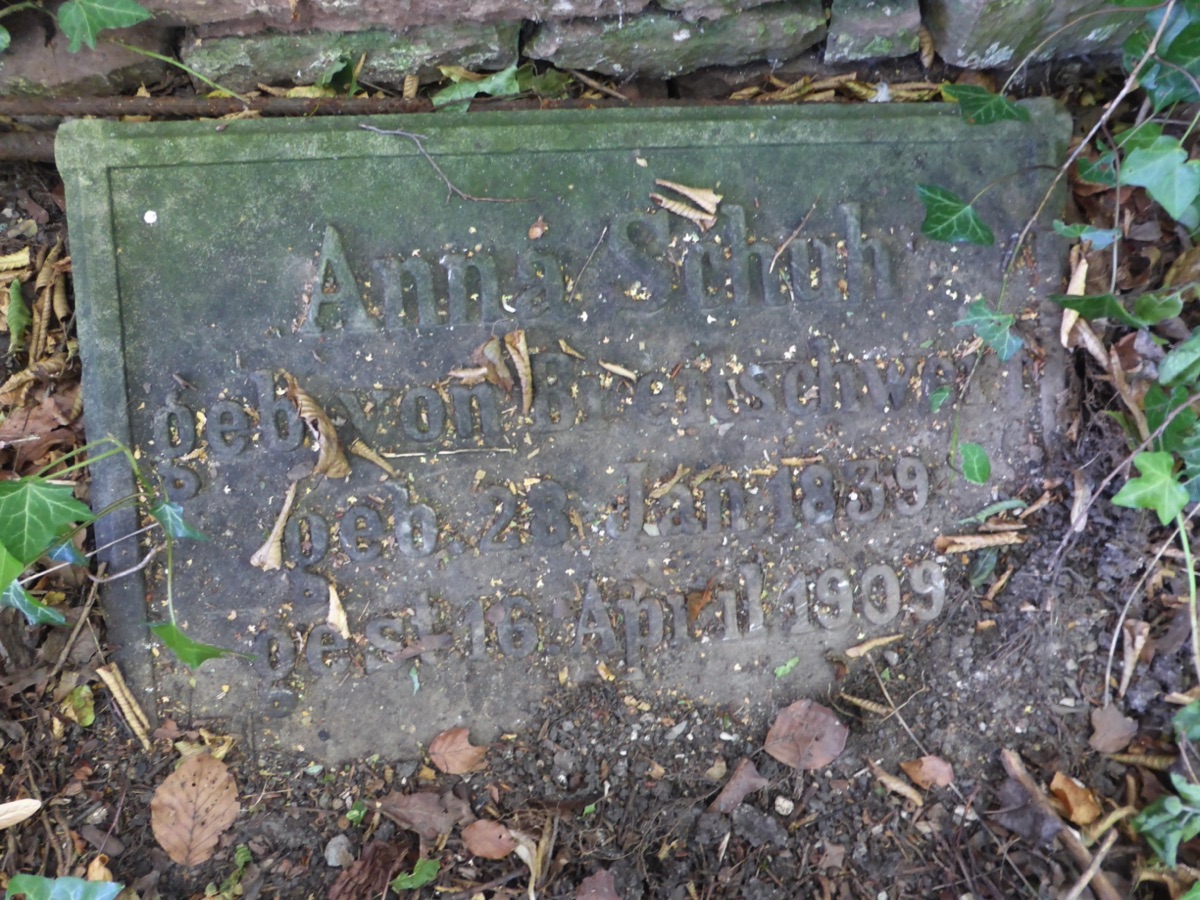 Anna Schuh
geb. von Breitschwert
geb. 28. Jan. 1839
gest. 16. April 1909